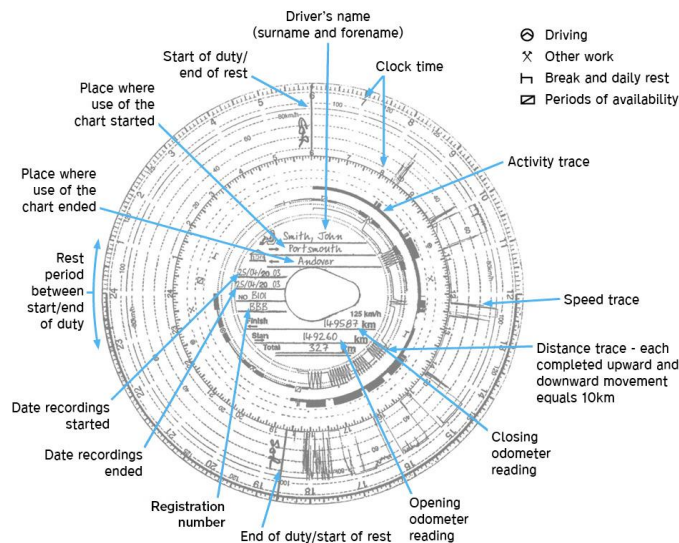 Driver's name
(surname and forename)
Driving
Other work
Break and daily rest
Periods of availability
Start of duty/
end of rest
Clock time
Place where
use of the
chart started
Activity trace
Place where
use of the
chart ended
Rest
period
between
start/end
of duty
Speed trace
Distance trace - each
completed upward and
downward movement
equals 10km
Date recordings
started
Date recordings
ended
Registration
number
End of duty/start of rest
Opening
odometer
reading
Closing
odometer
reading
Smith, John
Portsmouth
Andover
25/04/20 03
25/04/20 03
NO B101
BBB
125 km/h
Finish
149587 km
Start
149260 km
Total 327 km